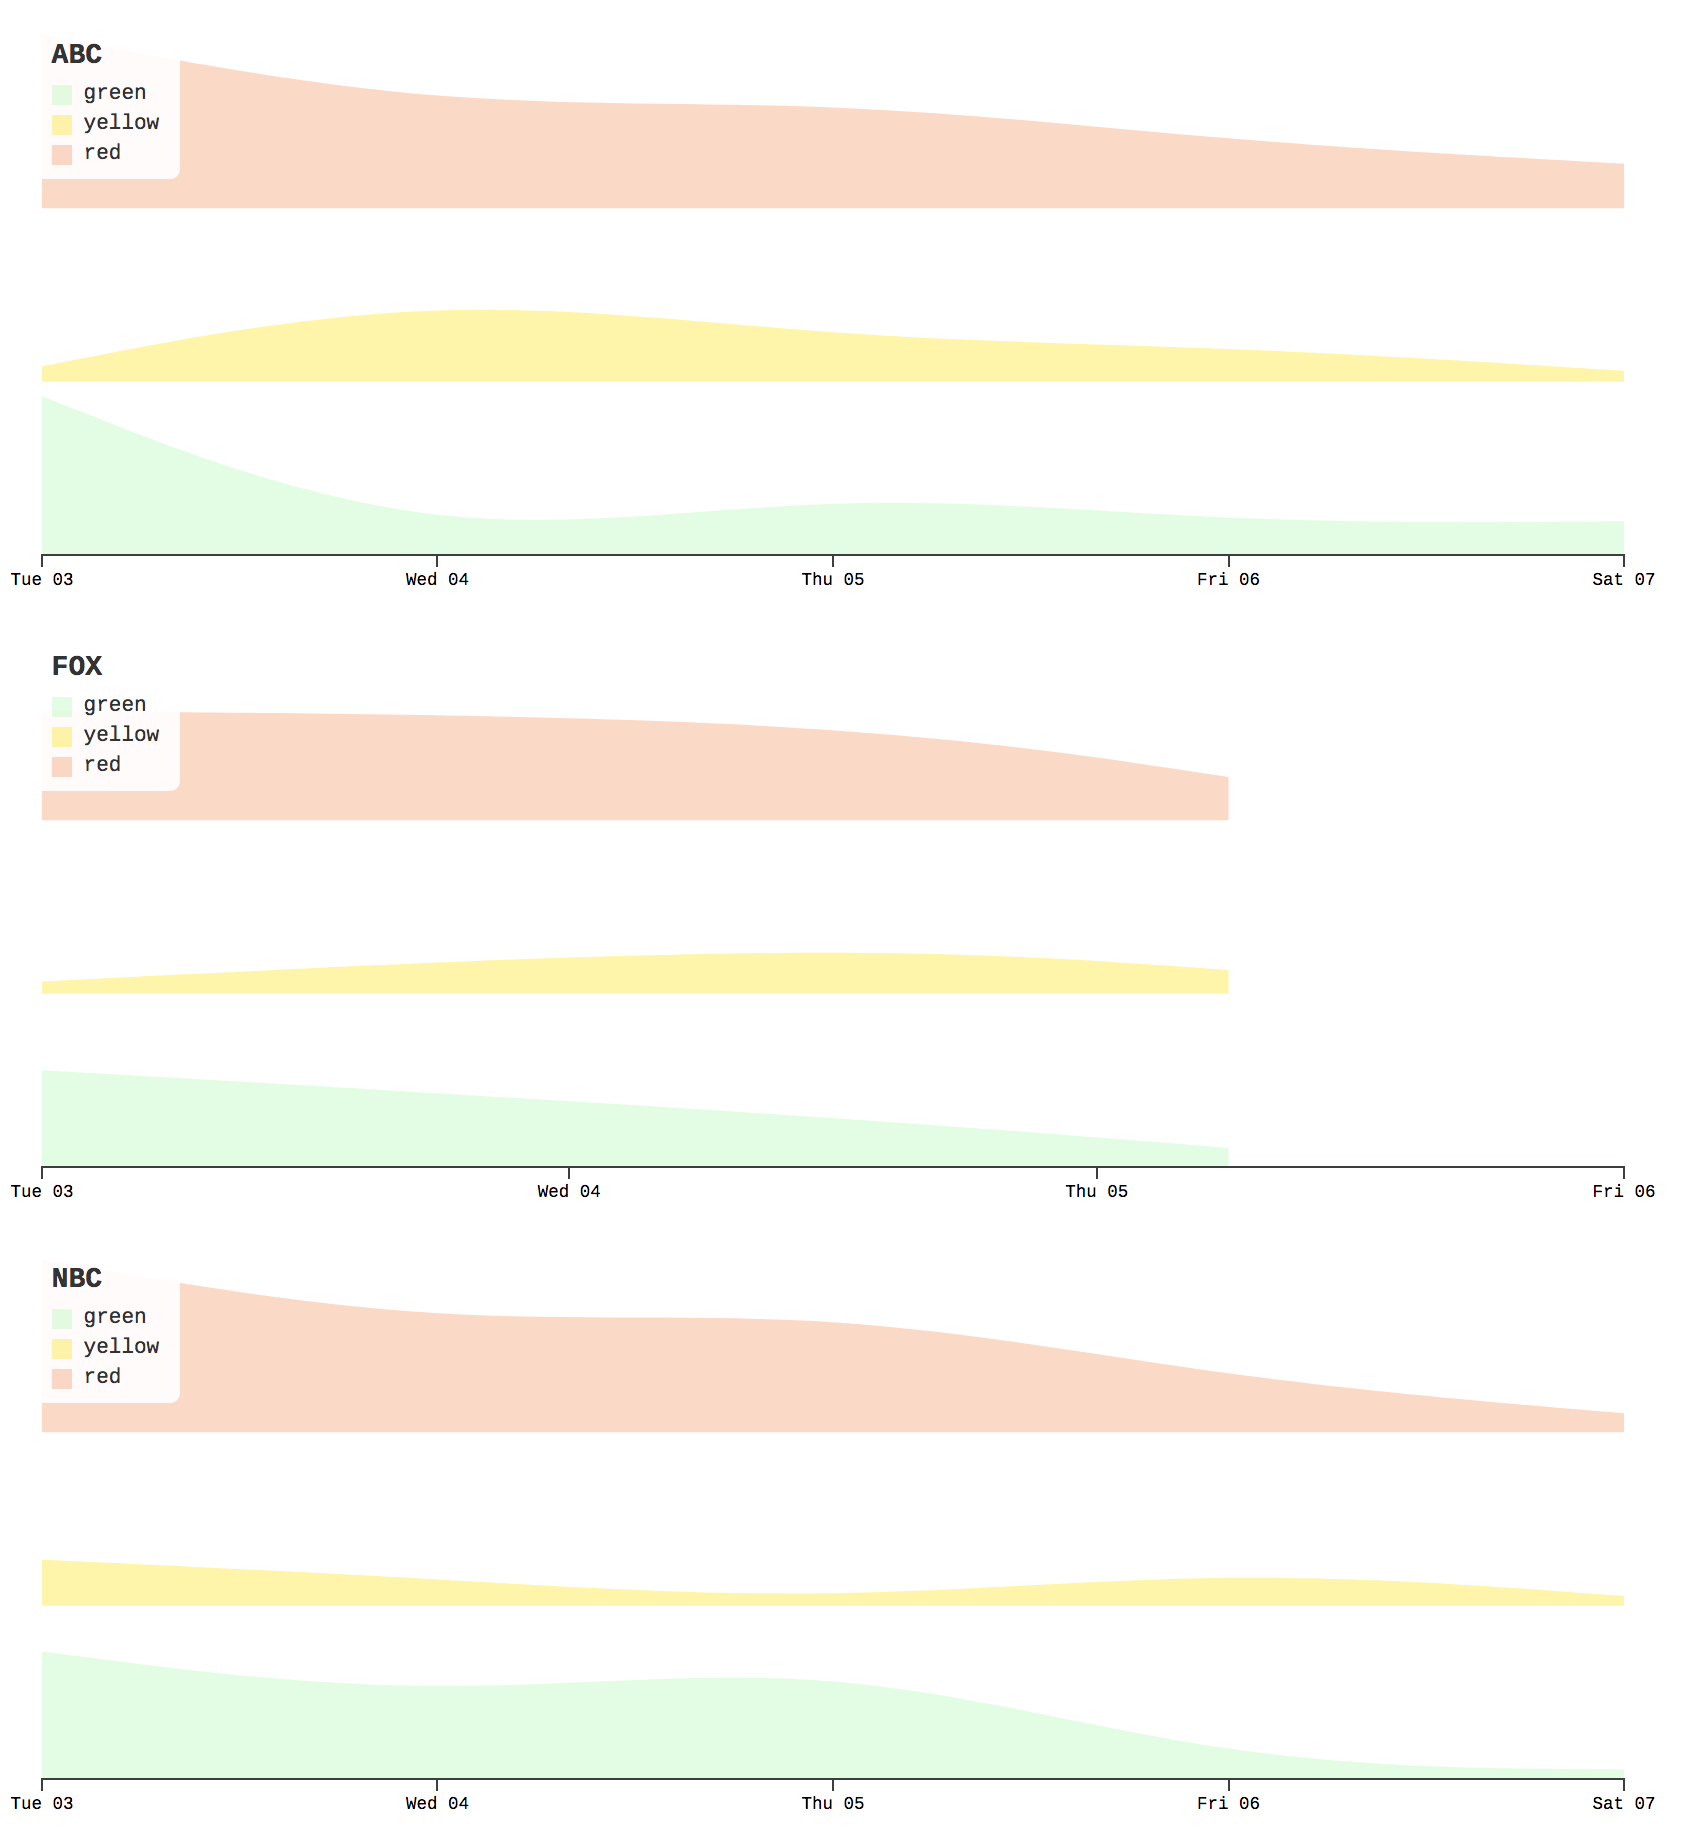 ABC
green
yellow
red
Tue 03 Wed 04 Thu 05 Fri 06 Sat 07
FOX
green
yellow
red
Tue 03 Wed 04 Thu 05 Fri 06
NBC
green
yellow
red
Tue 03 Wed 04 Thu 05 Fri 06 Sat 07